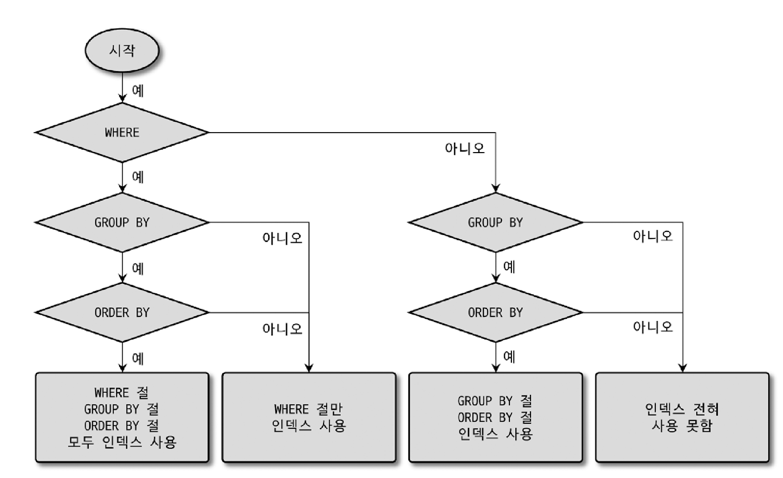 시작
예
WHERE
아니오
예
GROUP BY
아니오
GROUP BY
아니오
예
예
ORDER BY
아니오
ORDER BY
아니오
예
예
WHERE 절
GROUP BY 절
ORDER BY 절
모두 인덱스 사용
WHERE 절만
인덱스 사용
GROUP BY 절
ORDER BY 절
인덱스 사용
인덱스 전혀
사용 못함